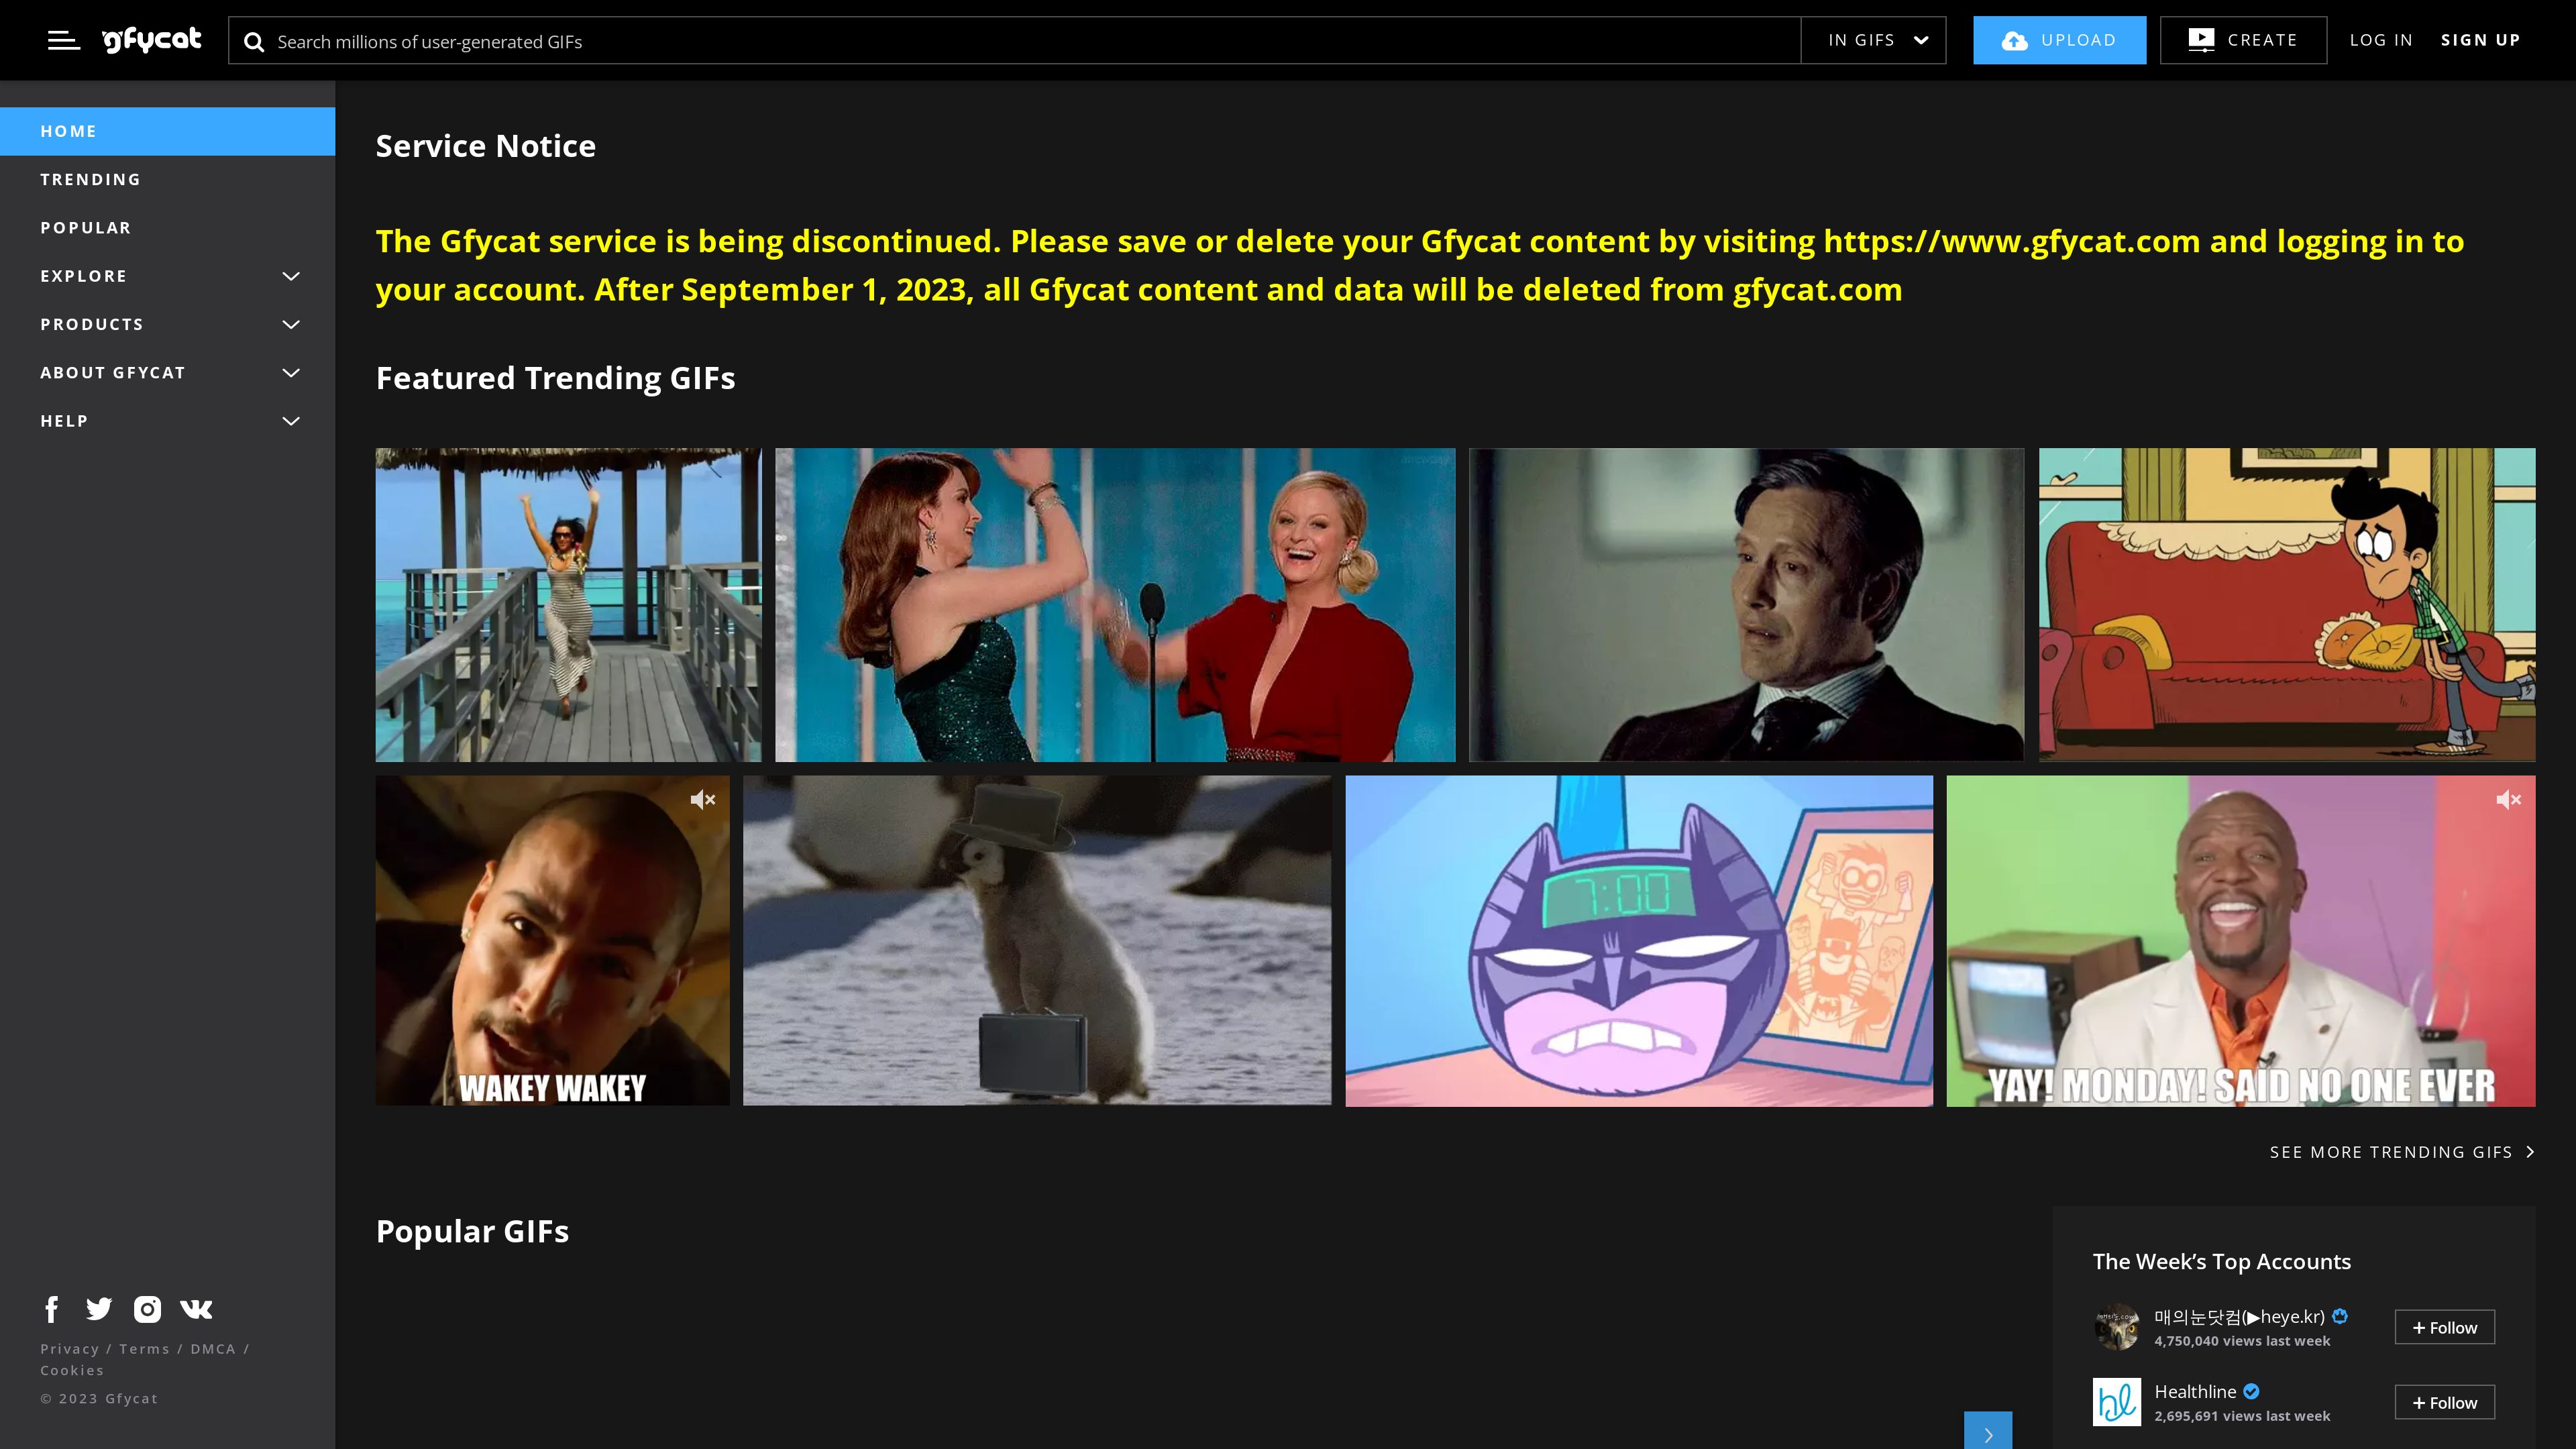 gfycat
Search millions of user-generated GIFs
IN GIFS
UPLOAD
CREATE
LOG IN
SIGN UP
HOME
TRENDING
POPULAR
EXPLORE
PRODUCTS
ABOUT GFYCAT
HELP
Service Notice
The Gfycat service is being discontinued. Please save or delete your Gfycat content by visiting https://www.gfycat.com and logging in to
your account. After September 1, 2023, all Gfycat content and data will be deleted from gfycat.com
Featured Trending GIFs
WAKEY WAKEY
7:00
YAY! MONDAY! SAID NO ONE EVER
SEE MORE TRENDING GIFS
Popular GIFs
The Week’s Top Accounts
매의눈닷컴(▶heye.kr)
4,750,040 views last week
+ Follow
hl
Healthline
2,695,691 views last week
+ Follow
Privacy / Terms / DMCA /
Cookies
© 2023 Gfycat